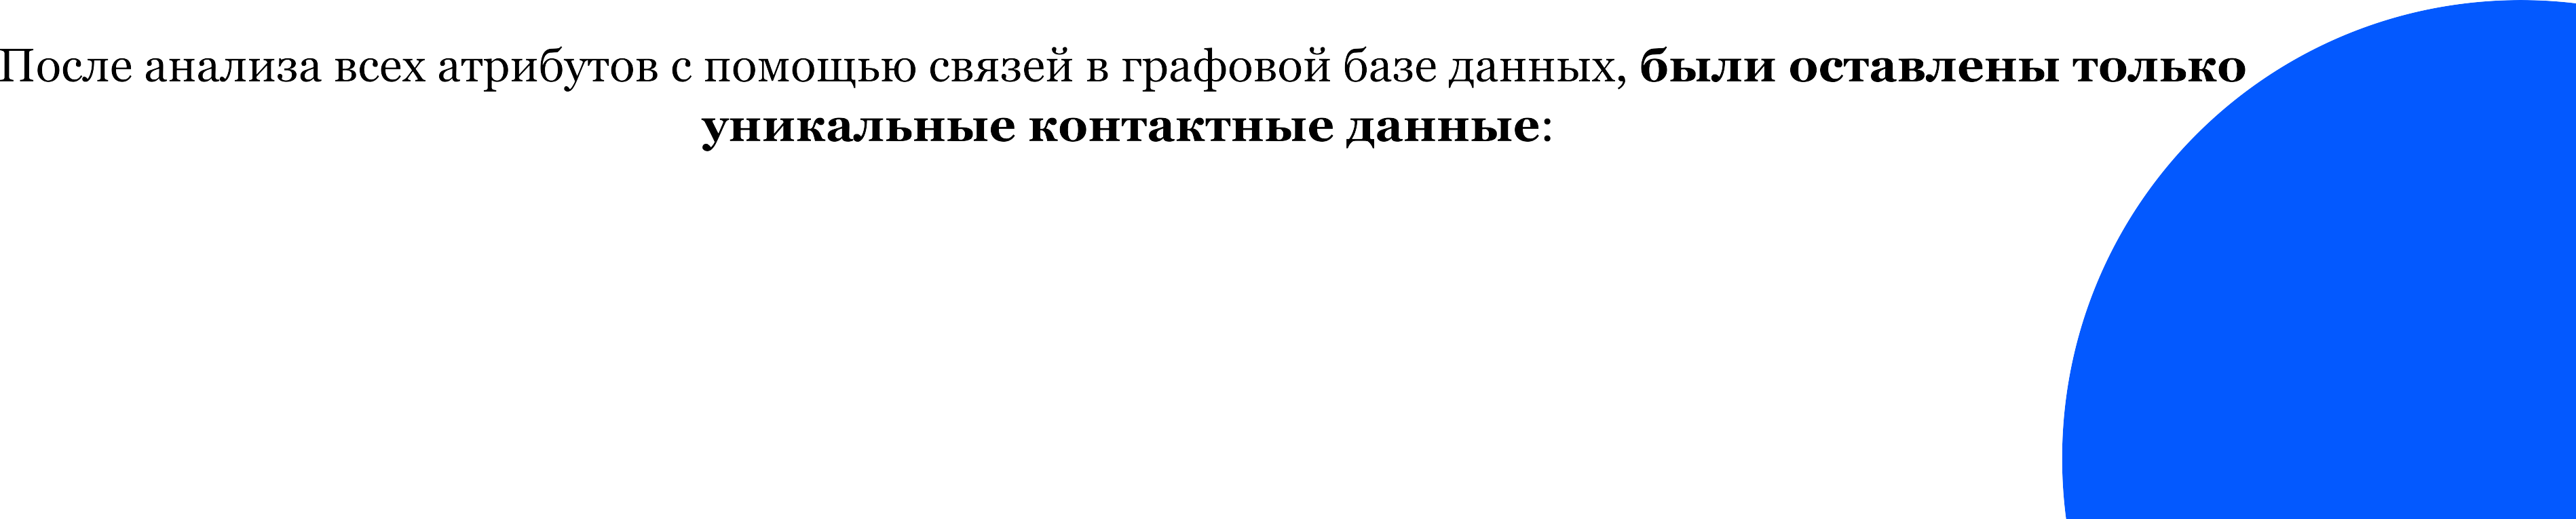 После анализа всех атрибутов с помощью связей в графовой базе данных, были оставлены только
уникальные контактные данные: